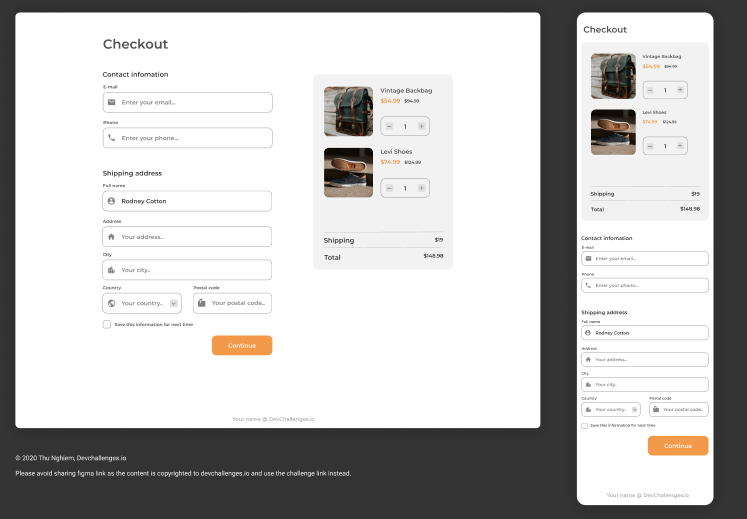 Checkout
Contact infomation
E-mail
Enter your email...
Phone
Enter your phone...
Shipping address
Full name
Rodney Cotton
Address
Your address..
City
Your city..
Country
Postal code
Your country..
Your postal code..
Save this information for next time
Continue
Vintage Backbag
$54.99 $94.99
1
Levi Shoes
$74.99 $124.99
1
Shipping $19
Total $148.98
Your name @ DevChallenges.io
© 2020 Thu Nghiem, Devchallenges.io
Please avoid sharing figma link as the content is copyrighted to devchallenges.io and use the challenge link instead.
Checkout
Vintage Backbag
$54.99 $94.99
1
Levi Shoes
$74.99 $124.99
1
Shipping $19
Total $148.98
Contact infomation
E-mail
Enter your email...
Phone
Enter your phone...
Shipping address
Full name
Rodney Cotton
Address
Your address..
City
Your city..
Country
Postal code
Your country..
Your postal code..
Save this information for next time
Continue
Your name @ DevChallenges.io